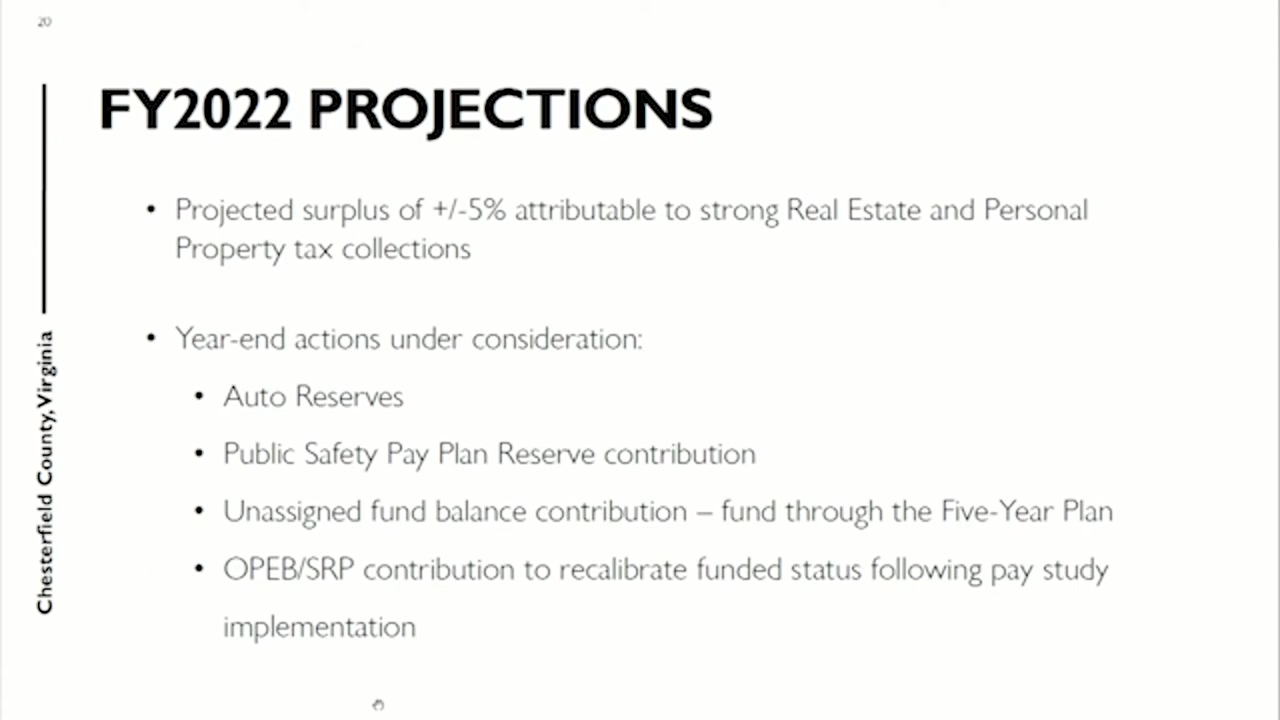 20
FY2022 PROJECTIONS
• Projected surplus of +/-5% attributable to strong Real Estate and Personal
Property tax collections
• Year-end actions under consideration:
• Auto Reserves
• Public Safety Pay Plan Reserve contribution
• Unassigned fund balance contribution – fund through the Five-Year Plan
• OPEB/SRP contribution to recalibrate funded status following pay study
implementation
Chesterfield County, Virginia